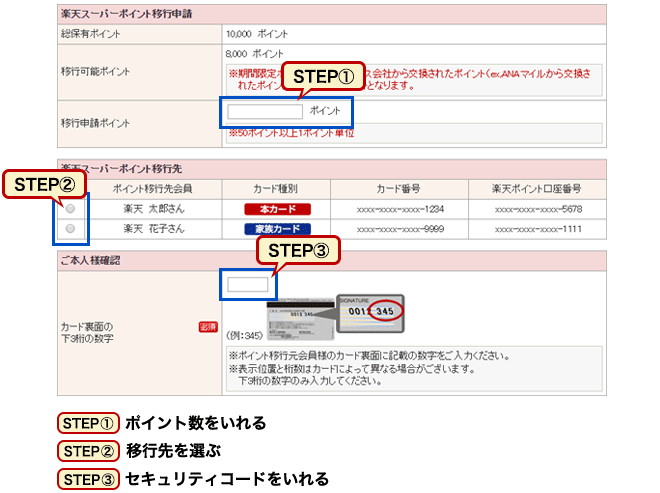 楽天スーパーポイント移行申請
総保有ポイント 10,000 ポイント
移行可能ポイント 8,000 ポイント
※期間限定ポ
ス会社から交換されたポイント(ex,ANAマイルから交換さ
れたポイン
となります。
STEP①
移行申請ポイント ポイント
※50ポイント以上1ポイント単位
楽天スーパーポイント移行先
STEP②
ポイント移行先会員 カード種別 カード番号 楽天ポイント口座番号
楽天 太郎さん 本カード xxxx-xxxx-xxxx-1234 xxxx-xxxx-xxxx-5678
楽天 花子さん 家族カード xxxx-xxxx-xxxx-9999 xxxx-xxxx-xxxx-1111
STEP③
ご本人様確認
カード裏面の
下3桁の数字
必須
(例:345)
0012 345
SIGNATURE
0012 345
※ポイント移行元会員様のカード裏面に記載の数字をご入力ください。
※表示位置と桁数はカードによって異なる場合がございます。
下3桁の数字のみ入力してください。
STEP① ポイント数をいれる
STEP② 移行先を選ぶ
STEP③ セキュリティコードをいれる